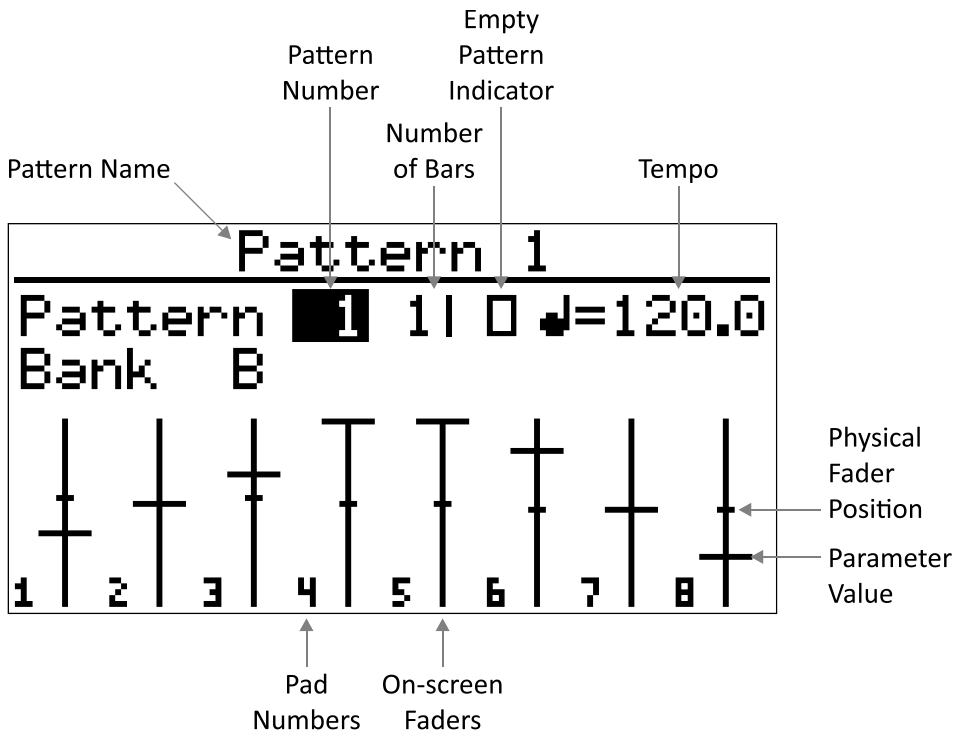 Empty
Pattern
Indicator
Pattern
Number
Number
of Bars
Pattern Name
Tempo
Pattern 1
Pattern 1 1| ♩=120.0
Bank B
Physical
Fader
Position
Parameter
Value
1 2 3 4 5 6 7 8
Pad
Numbers
On-screen
Faders